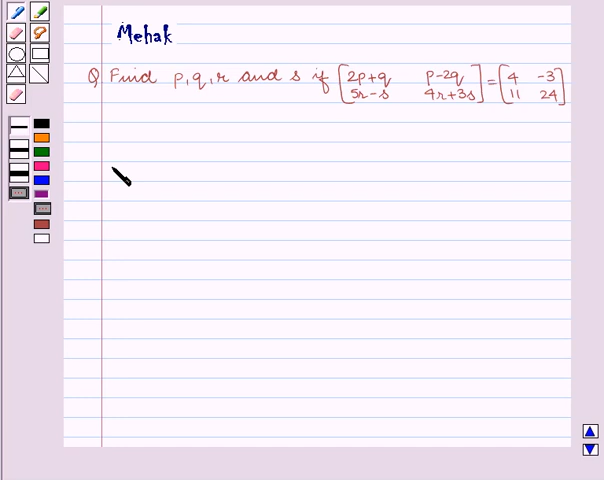 Mehak
Q Find p,q,r and s if [2p+q p-2q] = [4 -3]
[5r-s 4r+3s] [11 24]